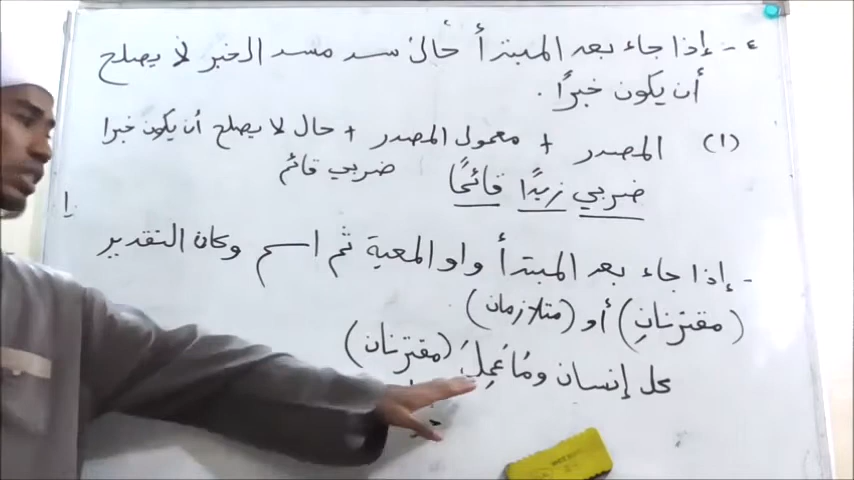 ٤- إذا جاء بعد المبتدأ حالٌ سد مسد الخبر لا يصلح
أن يكون خبرًا .
(١) المصدر + معمول المصدر + حال لا يصلح أن يكون خبرا
ضربي زيدًا قائمًا ضربي قائم
- إذا جاء بعد المبتدأ واو المعية ثم اسم وكان التقدير
(مقترنانِ) أو (متلازمان)
كل إنسان ومُا عَمِلَ (مقترنان)